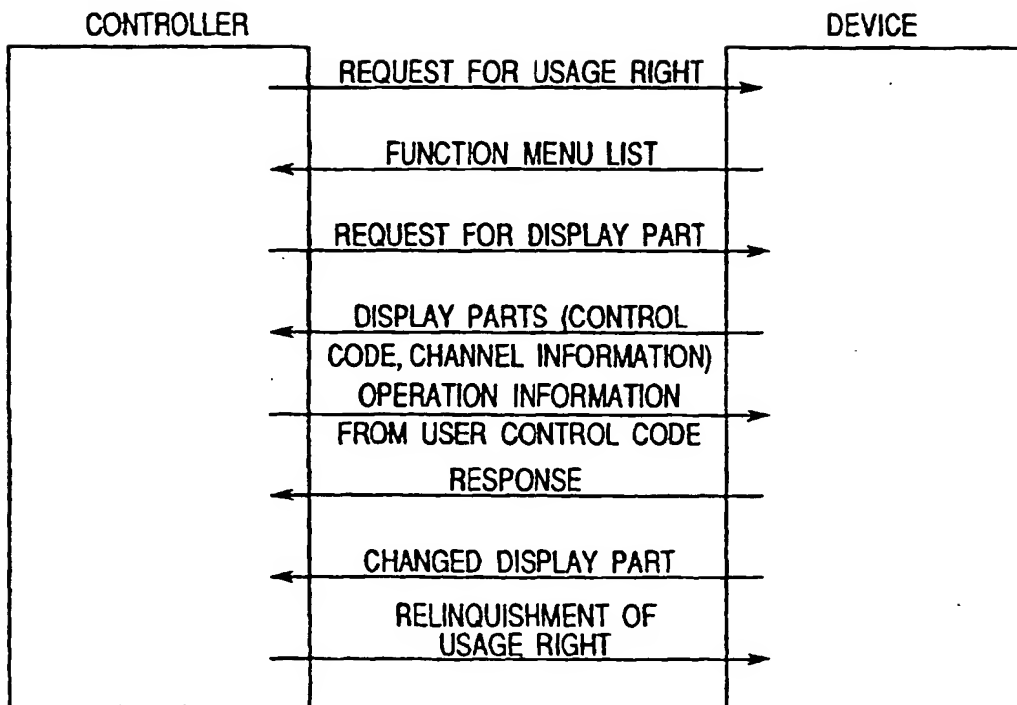 CONTROLLER
DEVICE
REQUEST FOR USAGE RIGHT
FUNCTION MENU LIST
REQUEST FOR DISPLAY PART
DISPLAY PARTS (CONTROL
CODE, CHANNEL INFORMATION)
OPERATION INFORMATION
FROM USER CONTROL CODE
RESPONSE
CHANGED DISPLAY PART
RELINQUISHMENT OF
USAGE RIGHT